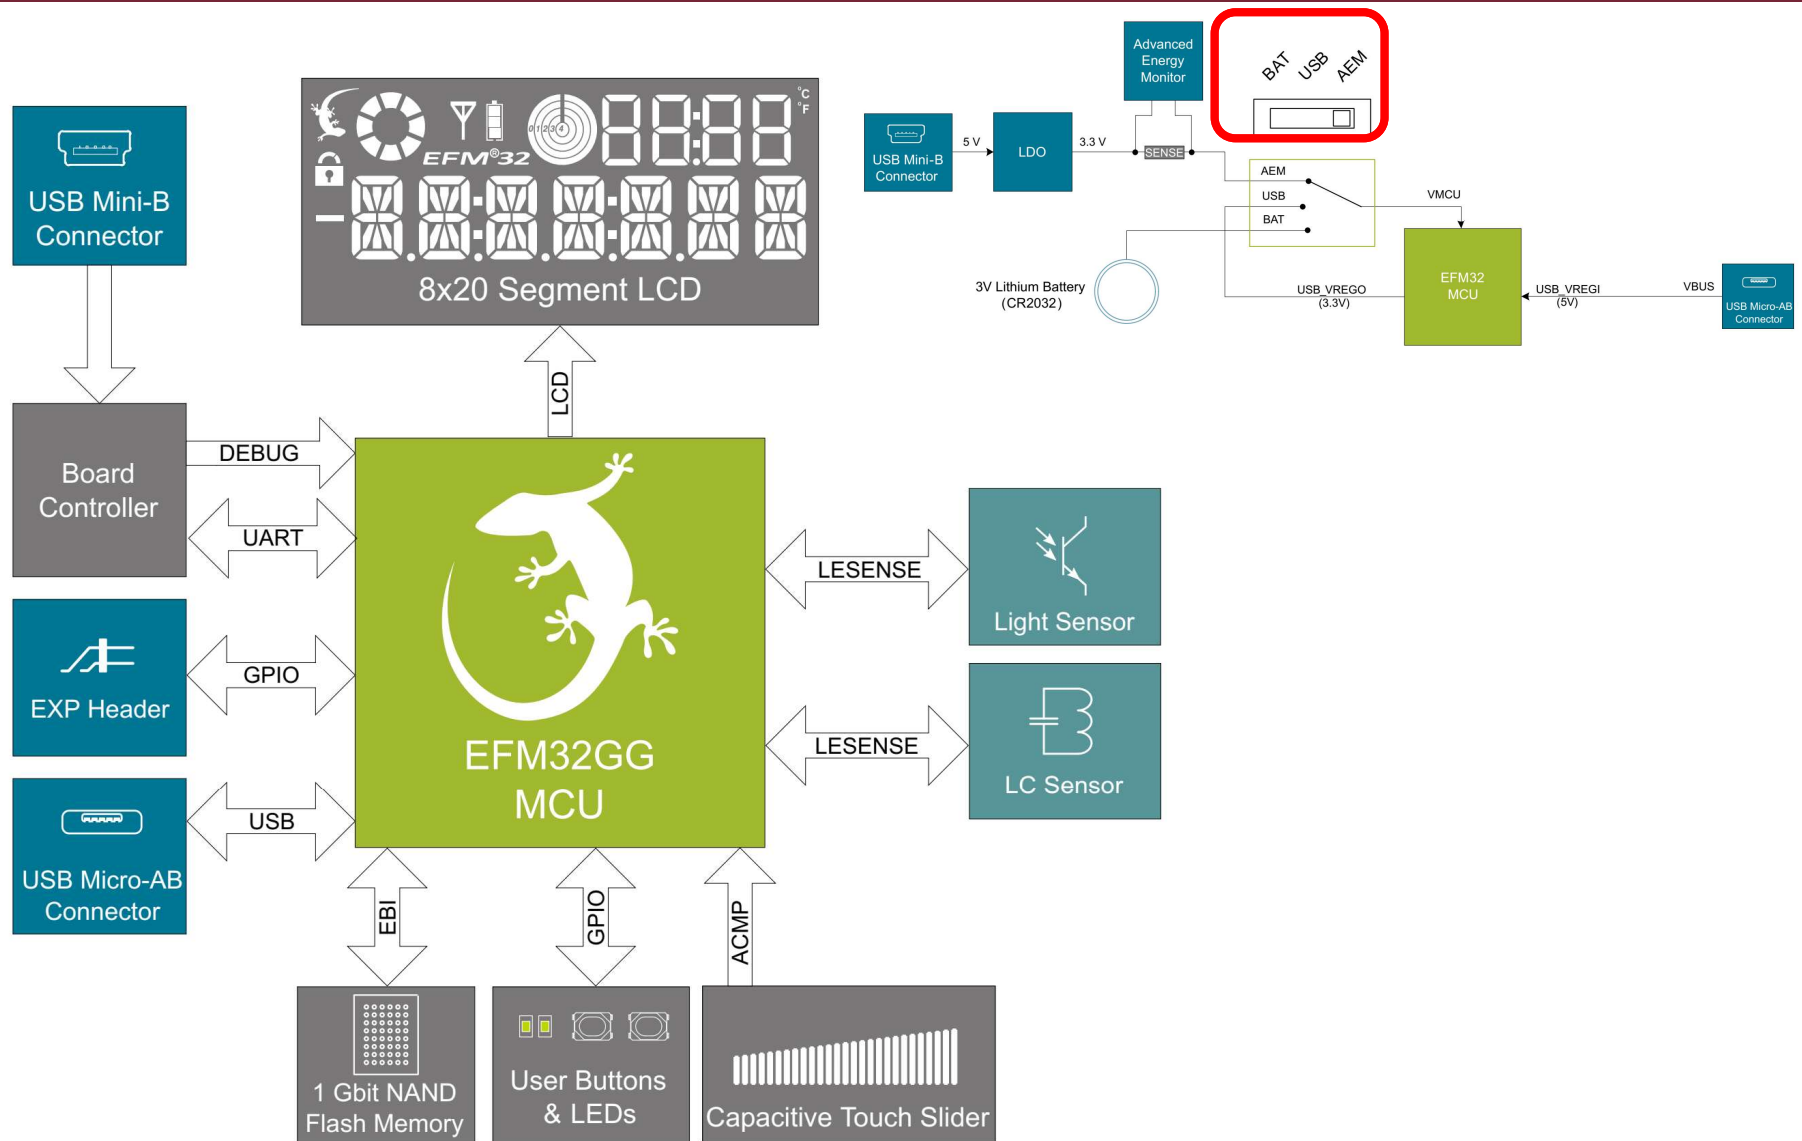 USB Mini-B
Connector
°C
°F
01234
EFM®32
8x20 Segment LCD
LCD
Board
Controller
DEBUG
UART
EXP Header
GPIO
USB Micro-AB
Connector
USB
EFM32GG
MCU
LESENSE
Light Sensor
LESENSE
LC Sensor
EBI
GPIO
ACMP
1 Gbit NAND
Flash Memory
User Buttons
& LEDs
Capacitive Touch Slider
Advanced
Energy
Monitor
BAT
USB
AEM
USB Mini-B
Connector
5 V
LDO
3.3 V
SENSE
AEM
USB
BAT
VMCU
3V Lithium Battery
(CR2032)
USB_VREGO
(3.3V)
EFM32
MCU
USB_VREGI
(5V)
VBUS
USB Micro-AB
Connector